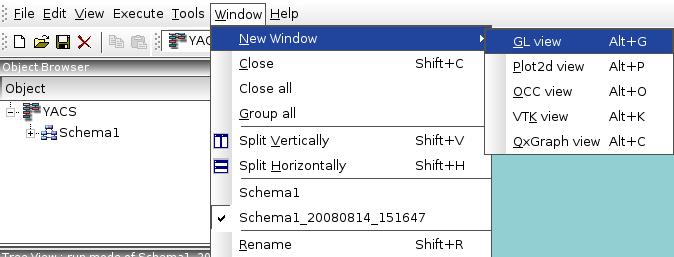 File Edit View Execute Tools Window Help
YACS
New Window
GL view Alt+G
Object Browser
Close Shift+C
Plot2d view Alt+P
Object
Close all
OCC view Alt+O
YACS
Group all
VTK view Alt+K
Schema1
Split Vertically Shift+V
QxGraph view Alt+C
Split Horizontally Shift+H
Schema1
Schema1_20080814_151647
Rename Shift+R
Tree View : run mode of Schema1_20